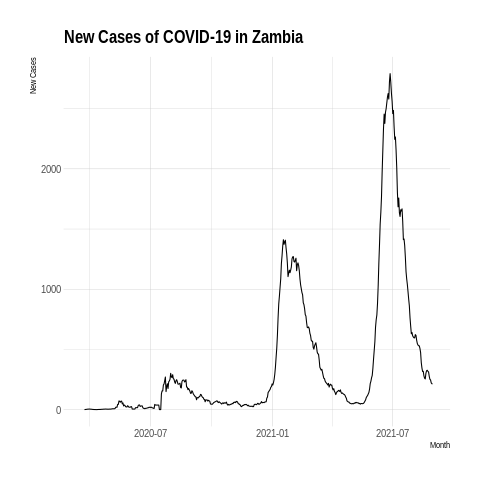 New Cases of COVID-19 in Zambia
New Cases
2000
1000
0
2020-07 2021-01 2021-07
Month